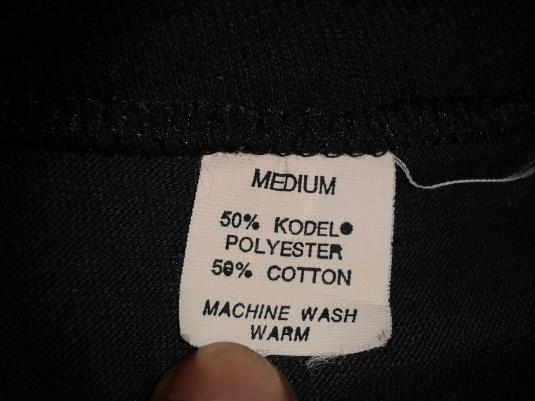 MEDIUM
50% KODEL®
POLYESTER
50% COTTON
MACHINE WASH
WARM